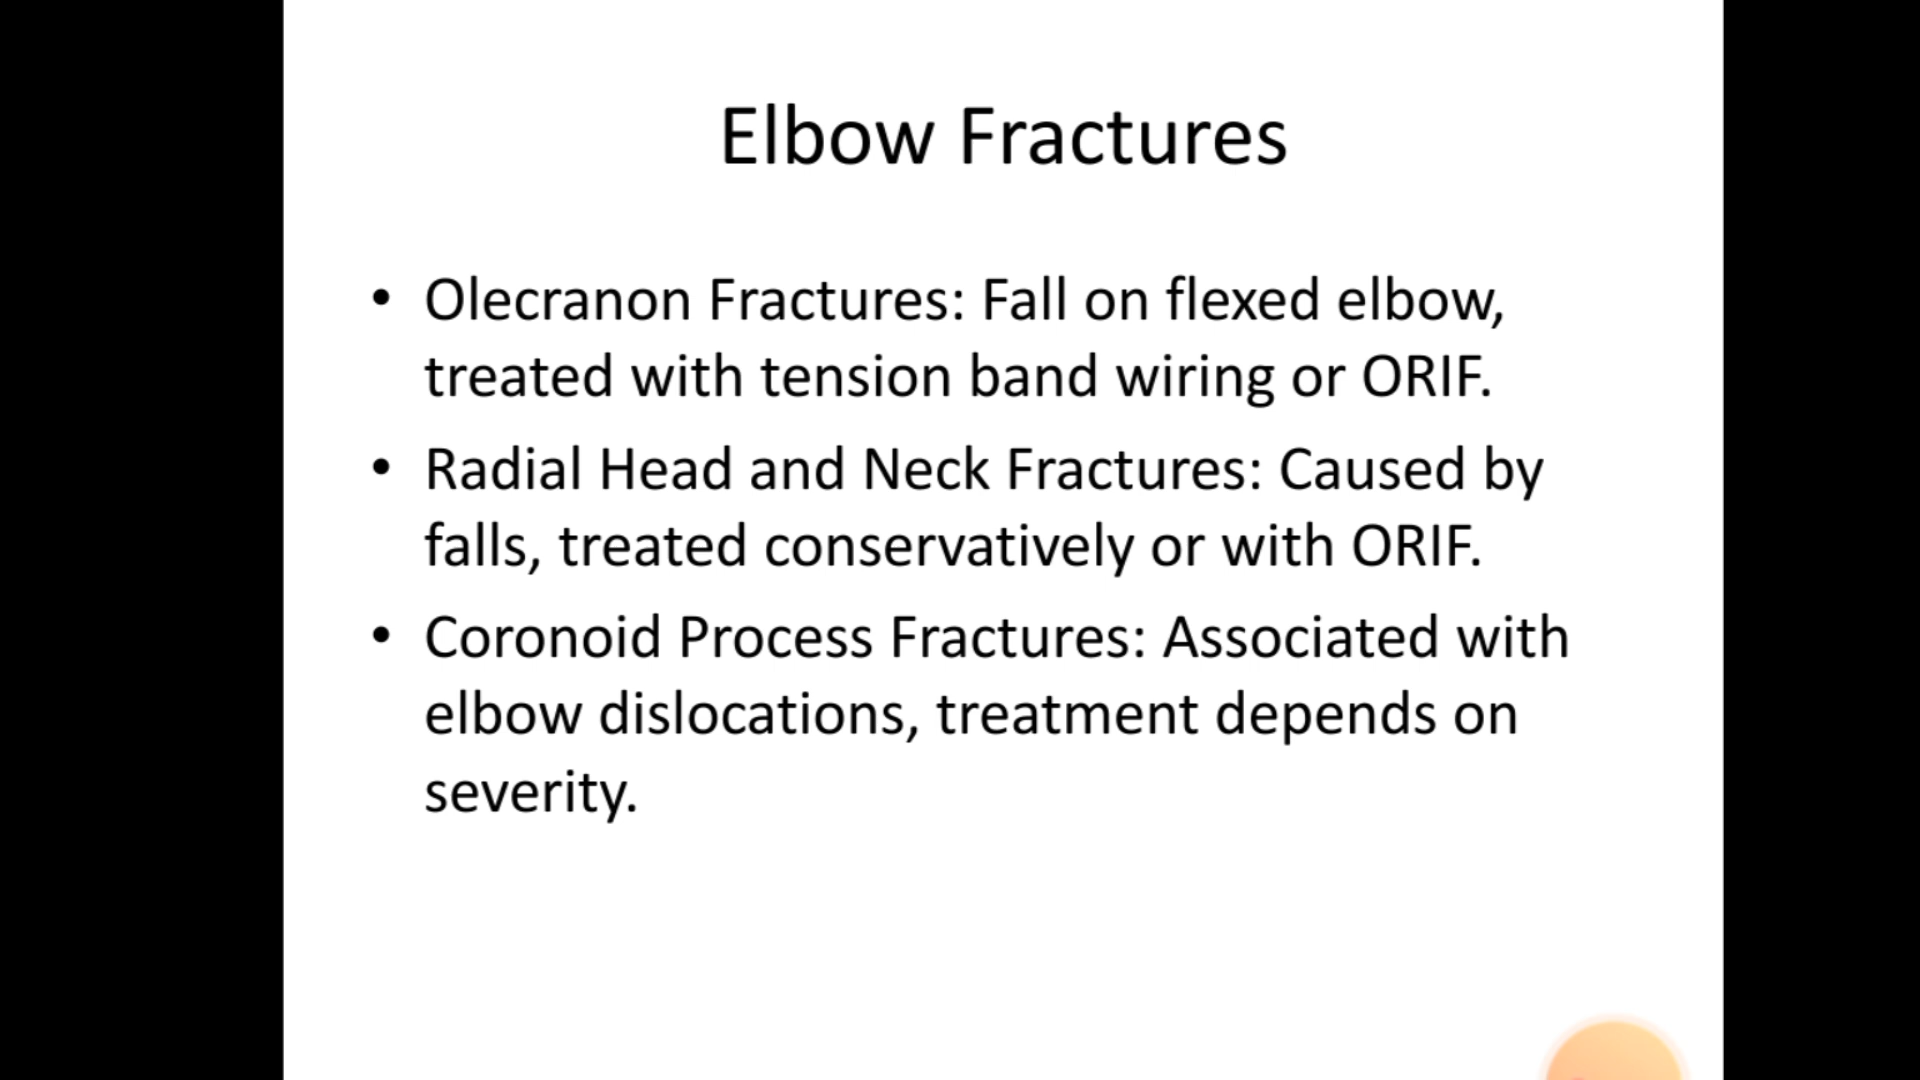 Elbow Fractures
• Olecranon Fractures: Fall on flexed elbow,
treated with tension band wiring or ORIF.
• Radial Head and Neck Fractures: Caused by
falls, treated conservatively or with ORIF.
• Coronoid Process Fractures: Associated with
elbow dislocations, treatment depends on
severity.